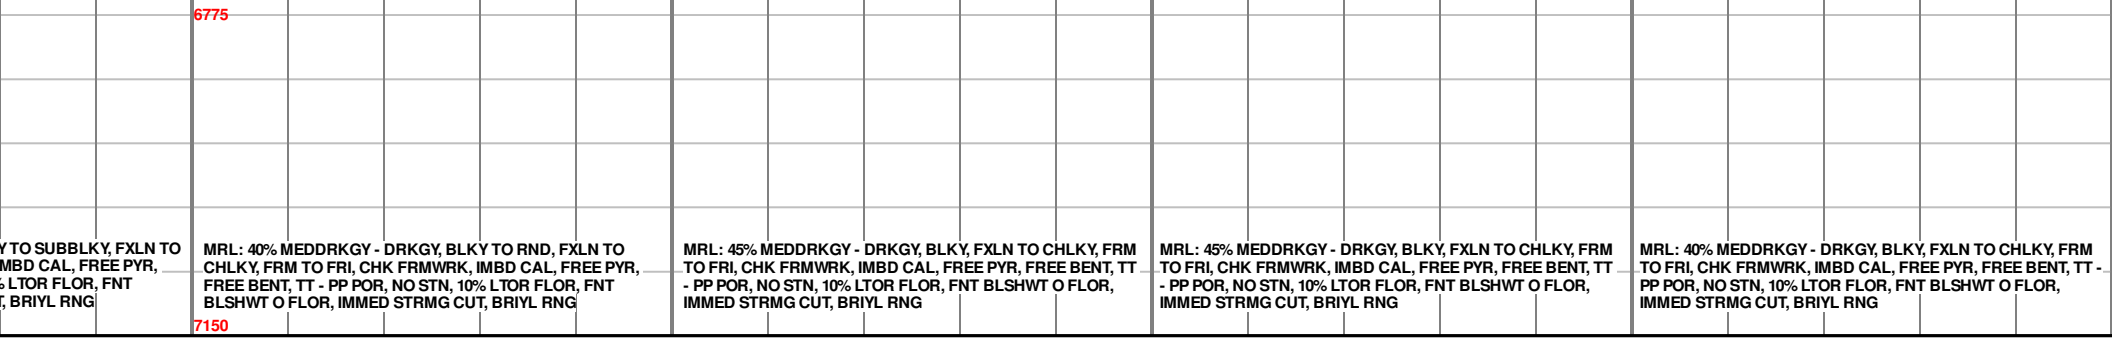 6775
Y TO SUBBLKY, FXLN TO
MBD CAL, FREE PYR,
% LTOR FLOR, FNT
T, BRIYL RNG
MRL: 40% MEDDRKGY - DRKGY, BLKY TO RND, FXLN TO
CHLKY, FRM TO FRI, CHK FRMWRK, IMBD CAL, FREE PYR,
FREE BENT, TT - PP POR, NO STN, 10% LTOR FLOR, FNT
BLSHWT O FLOR, IMMED STRMG CUT, BRIYL RNG
MRL: 45% MEDDRKGY - DRKGY, BLKY, FXLN TO CHLKY, FRM
TO FRI, CHK FRMWRK, IMBD CAL, FREE PYR, FREE BENT, TT
- PP POR, NO STN, 10% LTOR FLOR, FNT BLSHWT O FLOR,
IMMED STRMG CUT, BRIYL RNG
MRL: 45% MEDDRKGY - DRKGY, BLKY, FXLN TO CHLKY, FRM
TO FRI, CHK FRMWRK, IMBD CAL, FREE PYR, FREE BENT, TT
- PP POR, NO STN, 10% LTOR FLOR, FNT BLSHWT O FLOR,
IMMED STRMG CUT, BRIYL RNG
MRL: 40% MEDDRKGY - DRKGY, BLKY, FXLN TO CHLKY, FRM
TO FRI, CHK FRMWRK, IMBD CAL, FREE PYR, FREE BENT, TT -
PP POR, NO STN, 10% LTOR FLOR, FNT BLSHWT O FLOR,
IMMED STRMG CUT, BRIYL RNG
7150